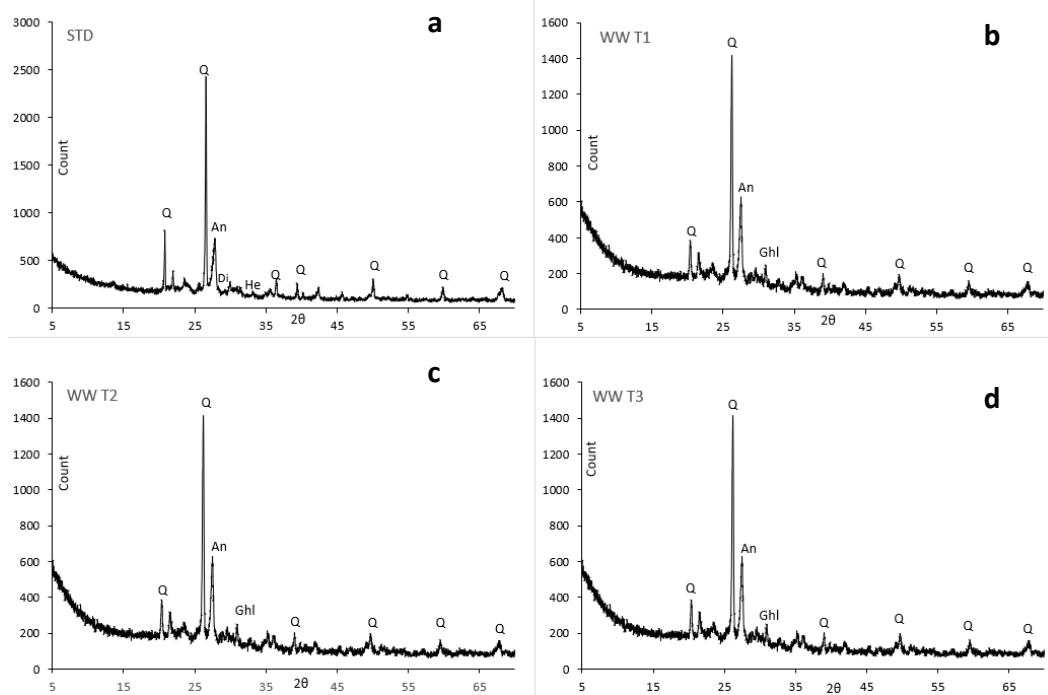 STD
a
3000
2500
2000
1500
1000
500
0
Count
Q
Q
An
Di
He
Q
Q
Q
Q
Q
5 15 25 35 45 55 65
2θ
WW T1
b
1600
1400
1200
1000
800
600
400
200
0
Count
Q
Q
An
Ghl
Q
Q
Q
Q
5 15 25 35 45 55 65
2θ
WW T2
c
1600
1400
1200
1000
800
600
400
200
0
Count
Q
Q
An
Ghl
Q
Q
Q
Q
5 15 25 35 45 55 65
2θ
WW T3
d
1600
1400
1200
1000
800
600
400
200
0
Count
Q
Q
An
Ghl
Q
Q
Q
Q
5 15 25 35 45 55 65
2θ